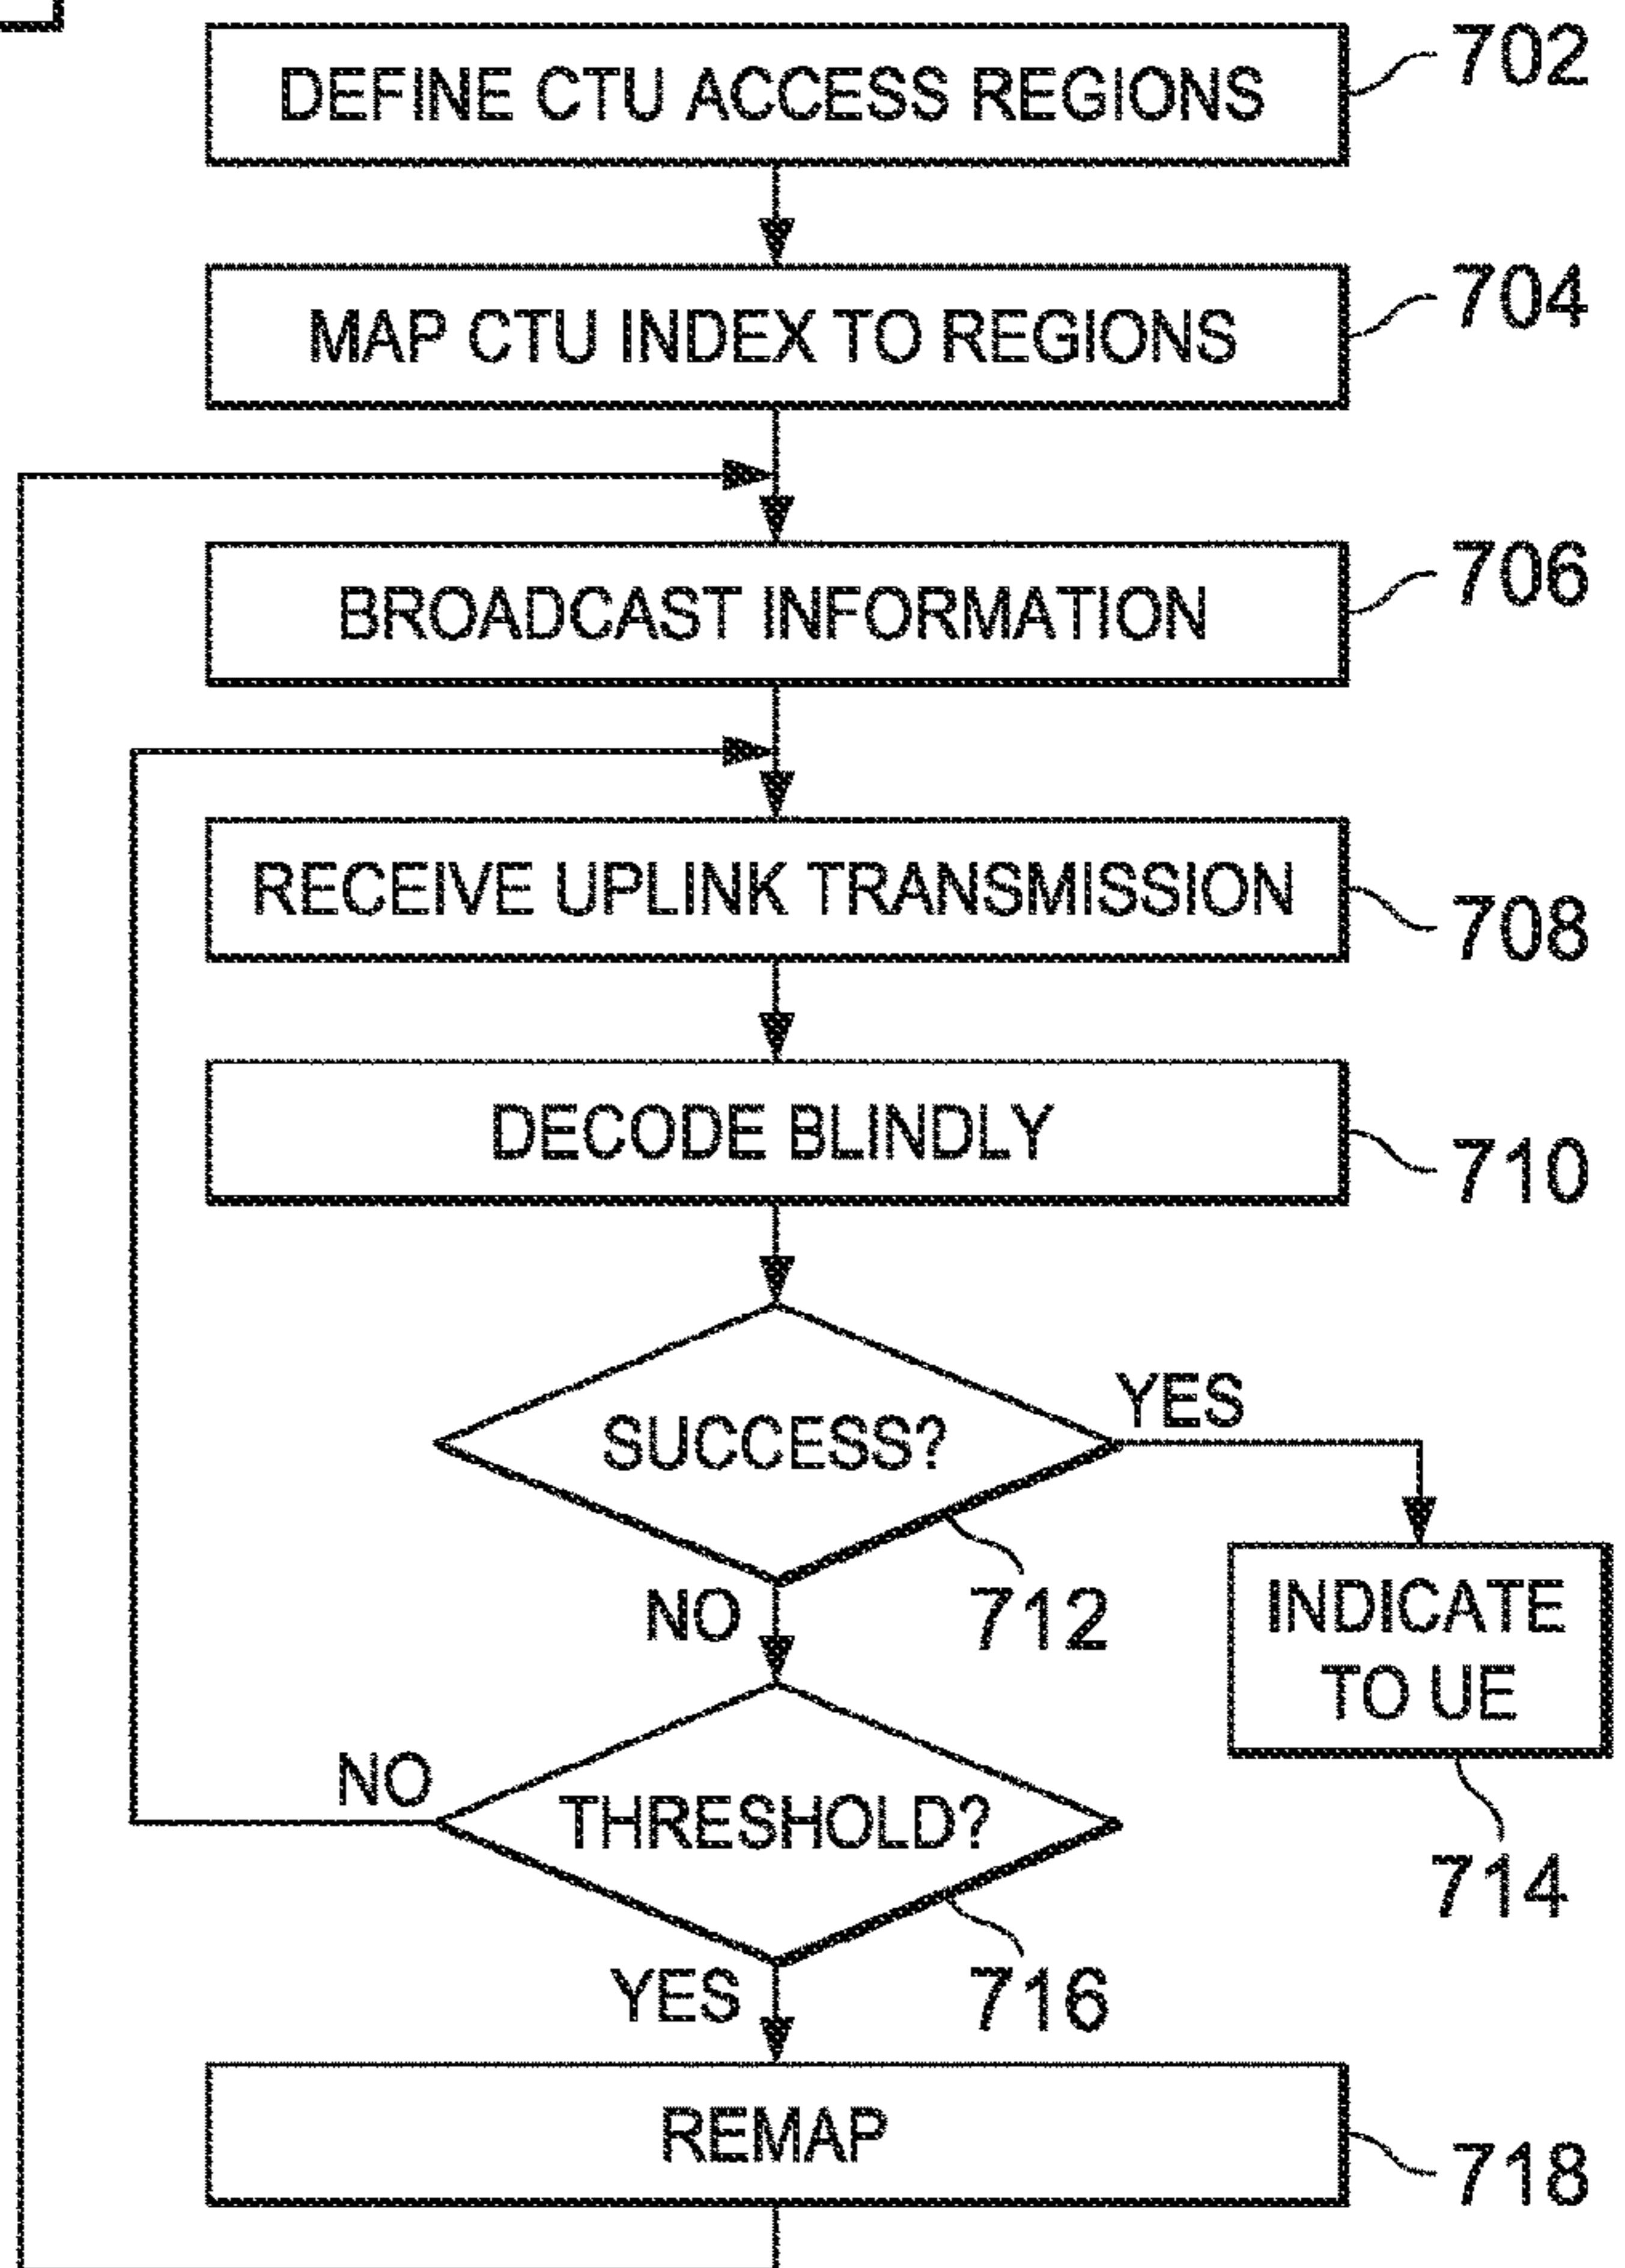 DEFINE CTU ACCESS REGIONS
702
MAP CTU INDEX TO REGIONS
704
BROADCAST INFORMATION
706
RECEIVE UPLINK TRANSMISSION
708
DECODE BLINDLY
710
SUCCESS?
YES
712
NO
INDICATE
TO UE
714
THRESHOLD?
NO
716
YES
REMAP
718